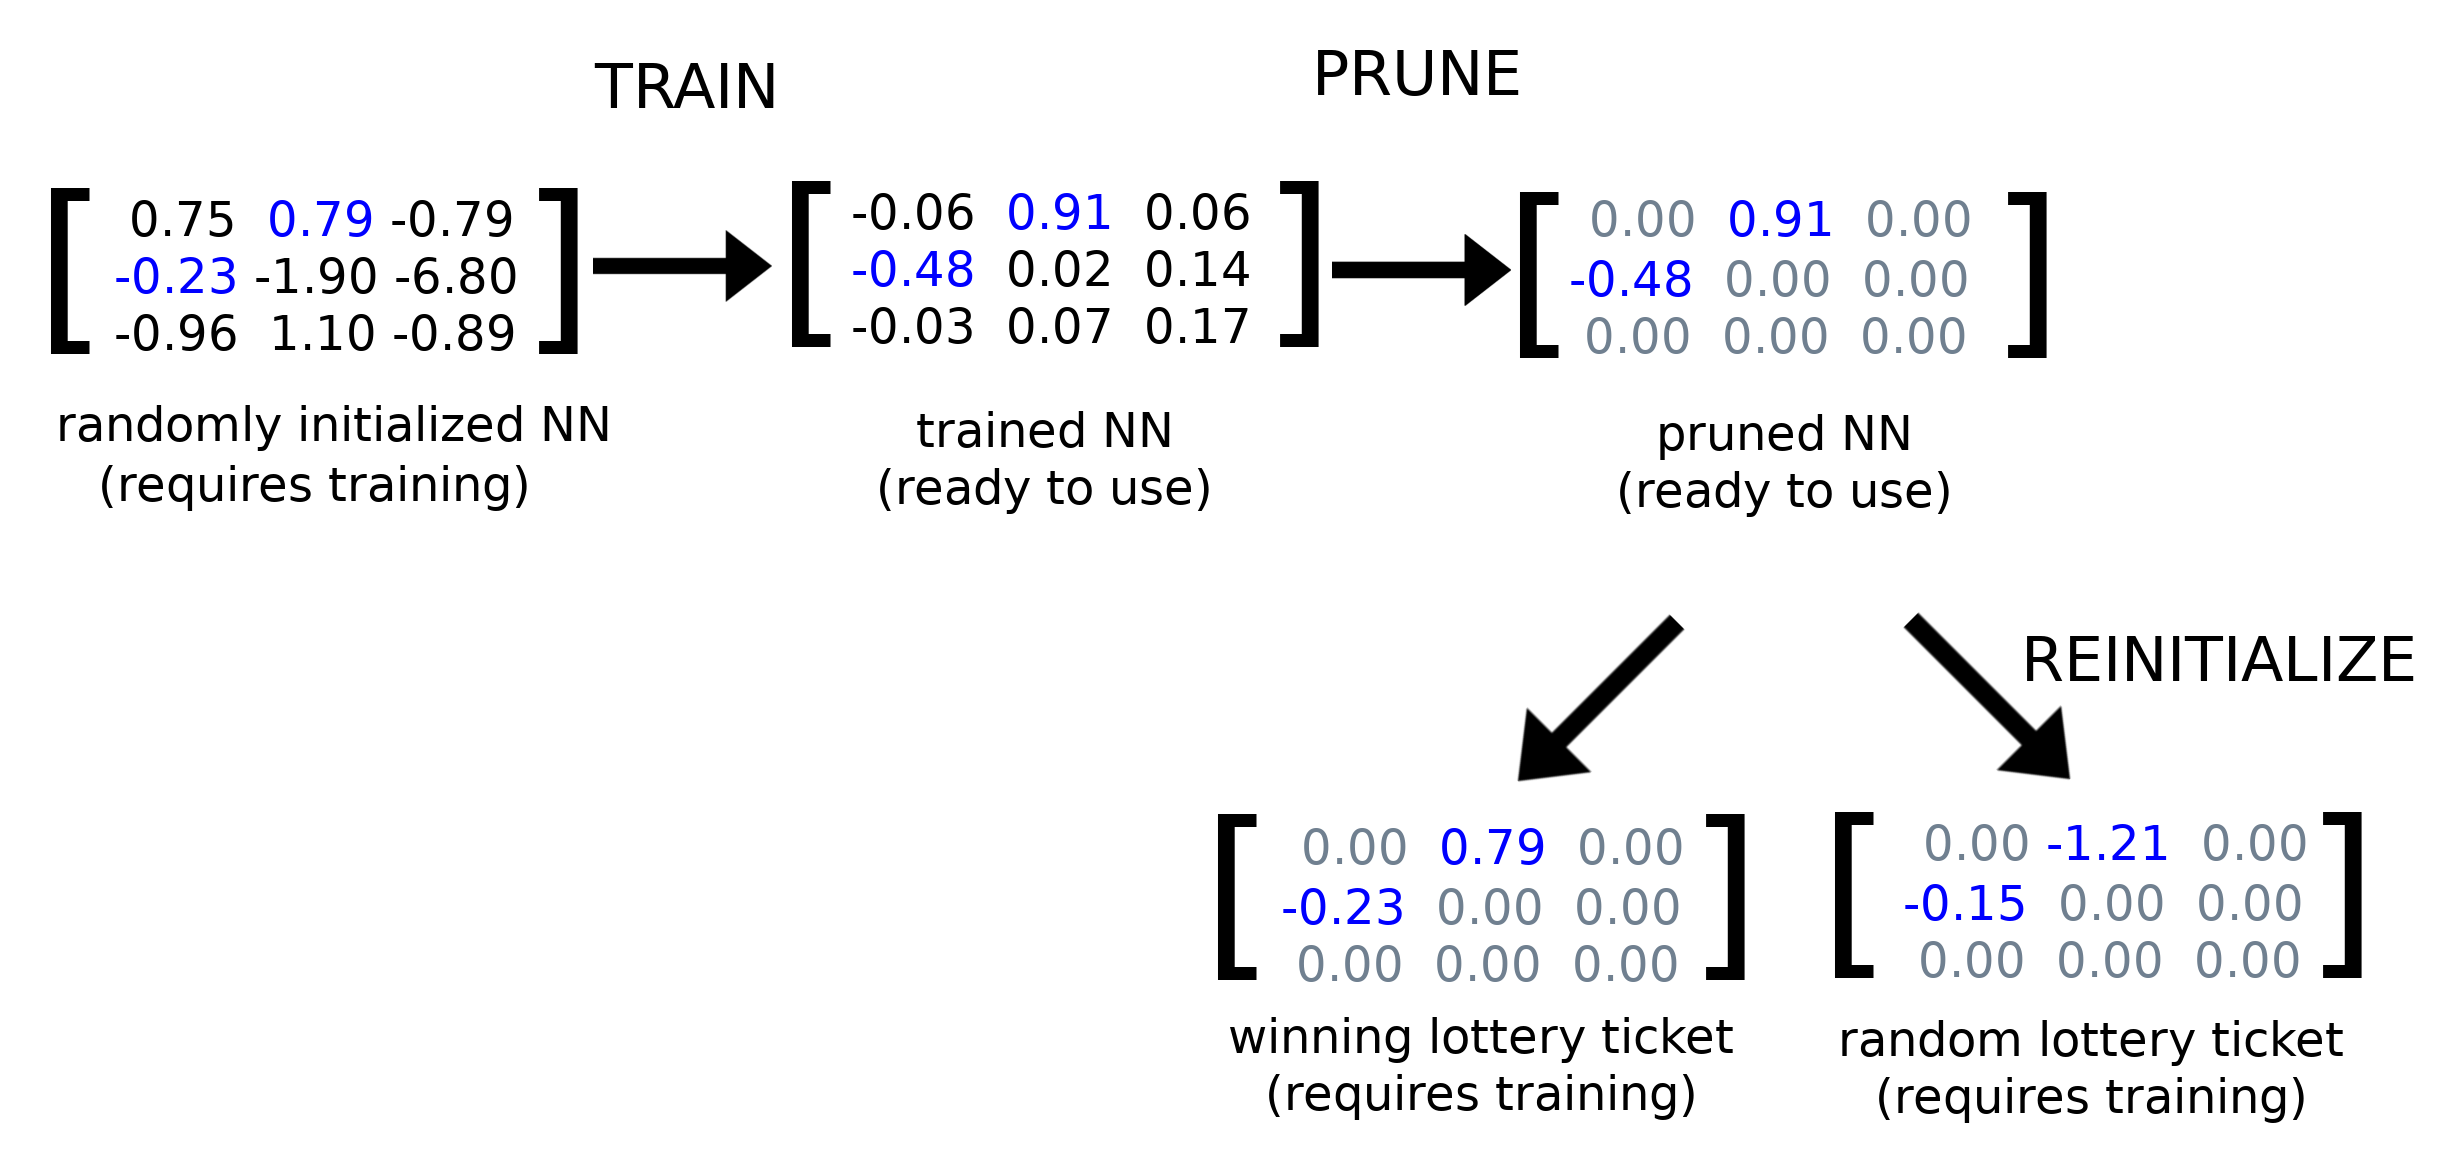 TRAIN
PRUNE
0.75 0.79 -0.79
-0.23 -1.90 -6.80
-0.96 1.10 -0.89
randomly initialized NN
(requires training)
-0.06 0.91 0.06
-0.48 0.02 0.14
-0.03 0.07 0.17
trained NN
(ready to use)
0.00 0.91 0.00
-0.48 0.00 0.00
0.00 0.00 0.00
pruned NN
(ready to use)
REINITIALIZE
0.00 0.79 0.00
-0.23 0.00 0.00
0.00 0.00 0.00
winning lottery ticket
(requires training)
0.00 -1.21 0.00
-0.15 0.00 0.00
0.00 0.00 0.00
random lottery ticket
(requires training)